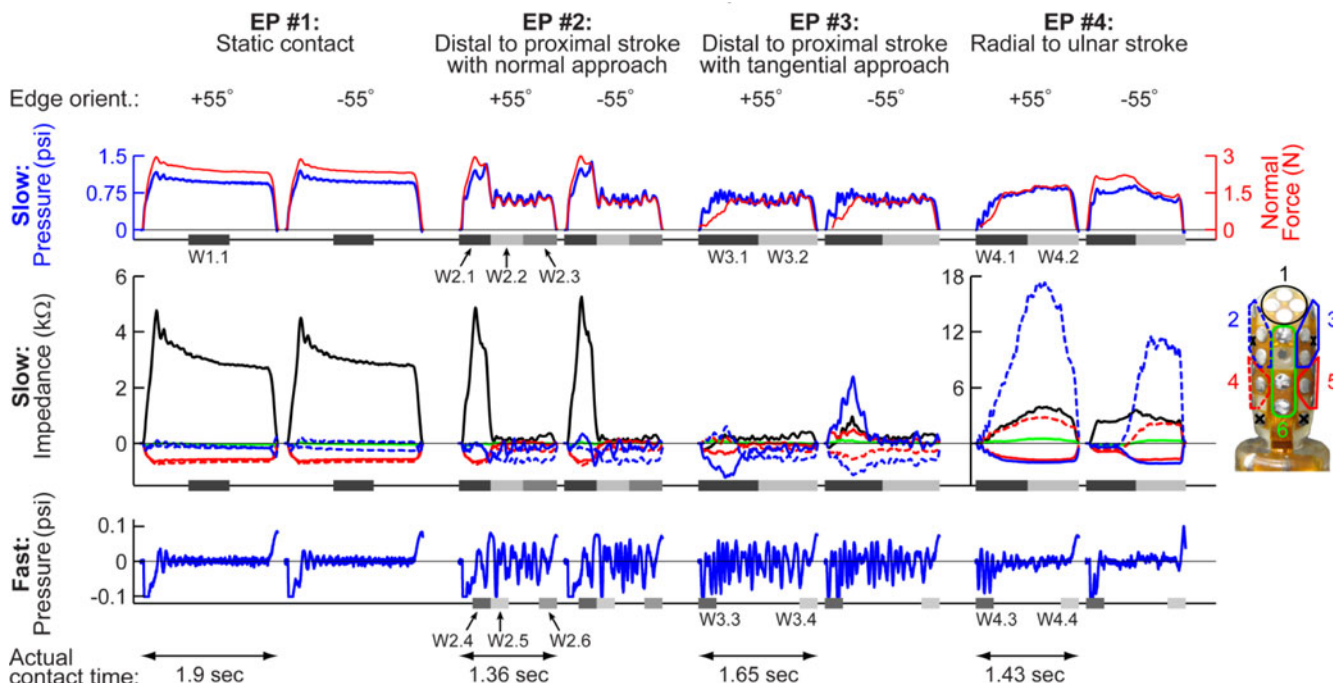 EP #1:
Static contact
EP #2:
Distal to proximal stroke
with normal approach
EP #3:
Distal to proximal stroke
with tangential approach
EP #4:
Radial to ulnar stroke
Edge orient.: +55° -55° +55° -55° +55° -55° +55° -55°
Slow:
Pressure (psi)
1.5
0.75
0
3
1.5
0
Normal
Force (N)
W1.1
W2.1 W2.2 W2.3
W3.1 W3.2
W4.1 W4.2
Slow:
Impedance (kΩ)
6
4
2
0
18
12
6
1
2 3
4 5
6
Fast:
Pressure (psi)
0.1
0
-0.1
W2.4 W2.5 W2.6
W3.3 W3.4
W4.3 W4.4
Actual
contact time:
1.9 sec
1.36 sec
1.65 sec
1.43 sec